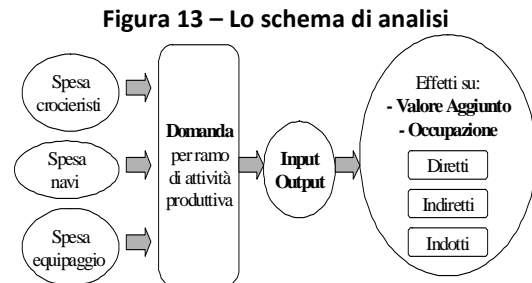 Figura 13 – Lo schema di analisi
Spesa
crocieristi
Spesa
navi
Spesa
equipaggio
Domanda
per ramo
di attività
produttiva
Input
Output
Effetti su:
- Valore Aggiunto
- Occupazione
Diretti
Indiretti
Indotti